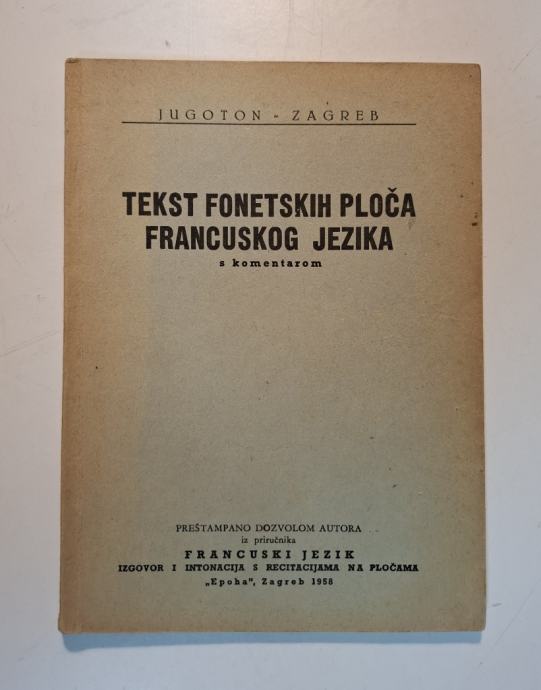 JUGOTON - ZAGREB
TEKST FONETSKIH PLOČA
FRANCUSKOG JEZIKA
s komentarom
PREŠTAMPANO DOZVOLOM AUTORA
iz priručnika
FRANCUSKI JEZIK
IZGOVOR I INTONACIJA S RECITACIJAMA NA PLOČAMA
„Epoha", Zagreb 1958